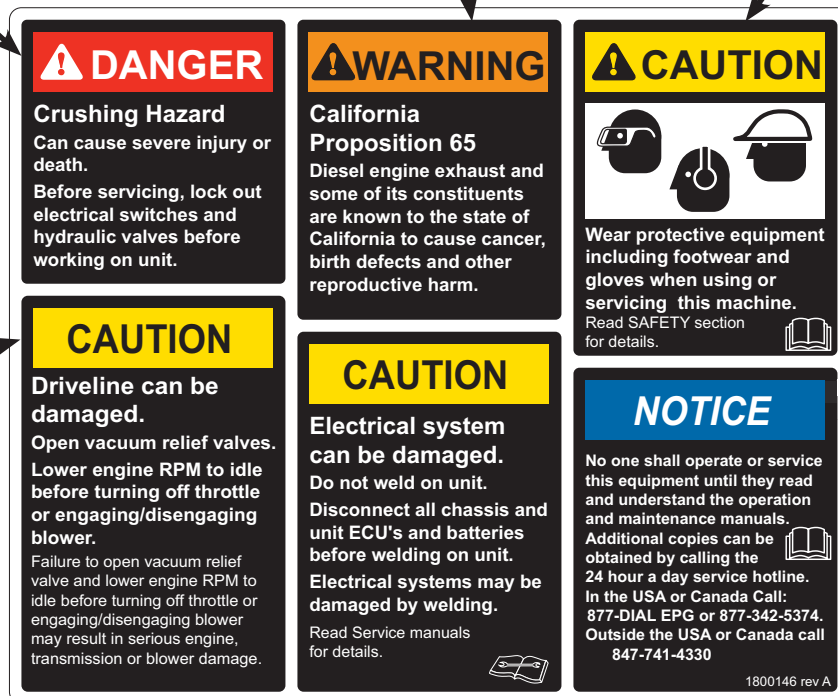 DANGER
Crushing Hazard
Can cause severe injury or
death.
Before servicing, lock out
electrical switches and
hydraulic valves before
working on unit.
WARNING
California
Proposition 65
Diesel engine exhaust and
some of its constituents
are known to the state of
California to cause cancer,
birth defects and other
reproductive harm.
CAUTION
Wear protective equipment
including footwear and
gloves when using or
servicing this machine.
Read SAFETY section
for details.
CAUTION
Driveline can be
damaged.
Open vacuum relief valves.
Lower engine RPM to idle
before turning off throttle
or engaging/disengaging
blower.
Failure to open vacuum relief
valve and lower engine RPM to
idle before turning off throttle or
engaging/disengaging blower
may result in serious engine,
transmission or blower damage.
CAUTION
Electrical system
can be damaged.
Do not weld on unit.
Disconnect all chassis and
unit ECU's and batteries
before welding on unit.
Electrical systems may be
damaged by welding.
Read Service manuals
for details.
NOTICE
No one shall operate or service
this equipment until they read
and understand the operation
and maintenance manuals.
Additional copies can be
obtained by calling the
24 hour a day service hotline.
In the USA or Canada Call:
877-DIAL EPG or 877-342-5374.
Outside the USA or Canada call
847-741-4330
1800146 rev A